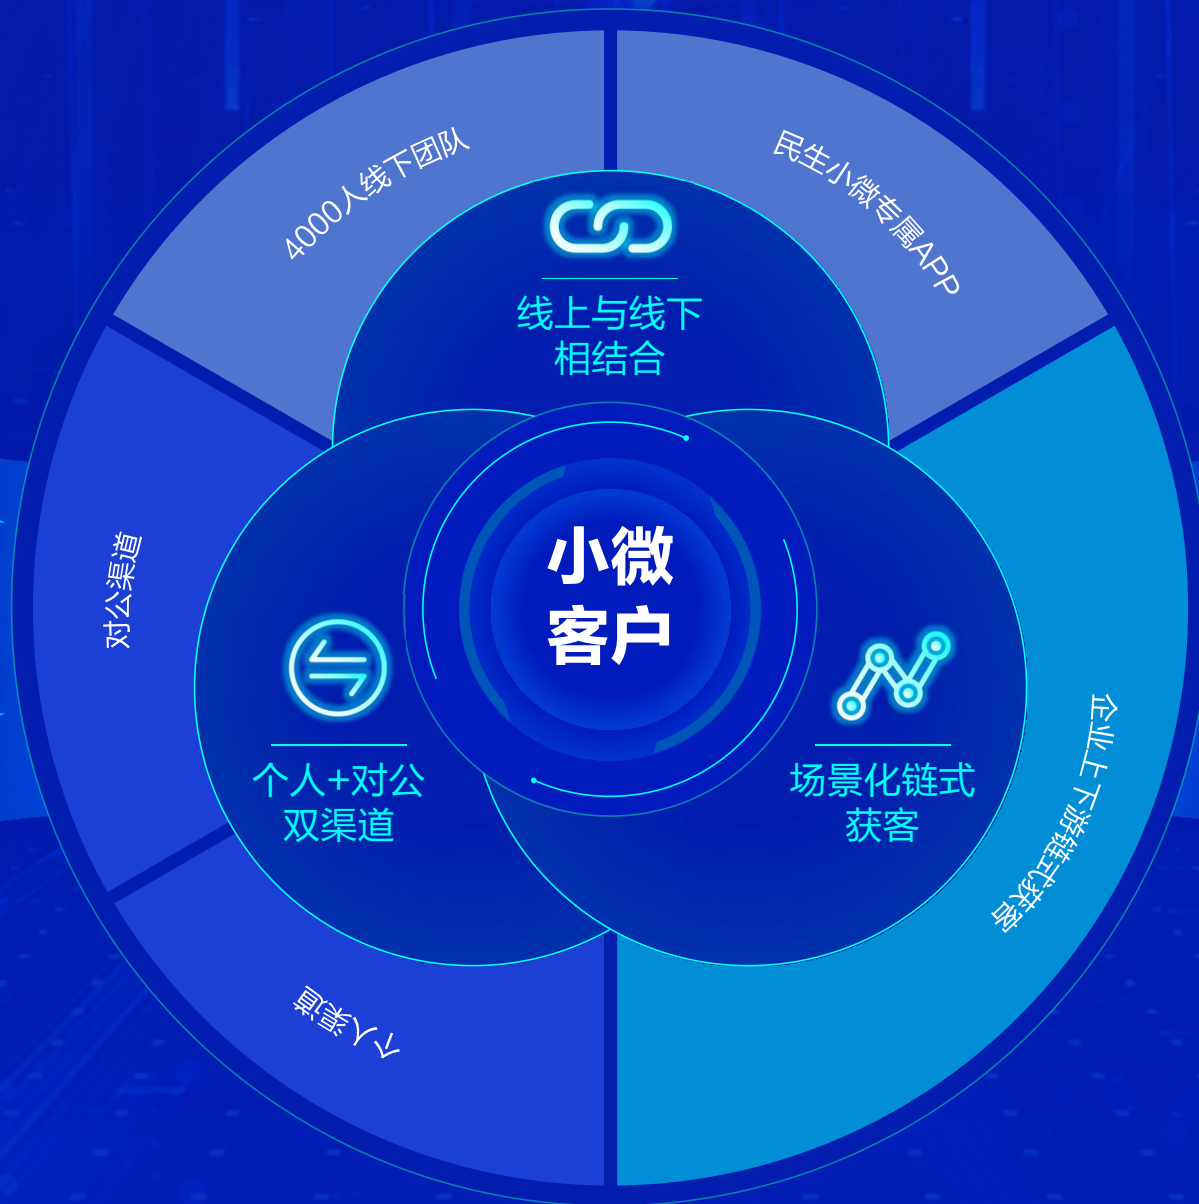 4000人线下团队
民生小微专属APP
线上与线下
相结合
小微
客户
对公渠道
个人+对公
双渠道
场景化链式
获客
企业上下游链式获客
个人渠道